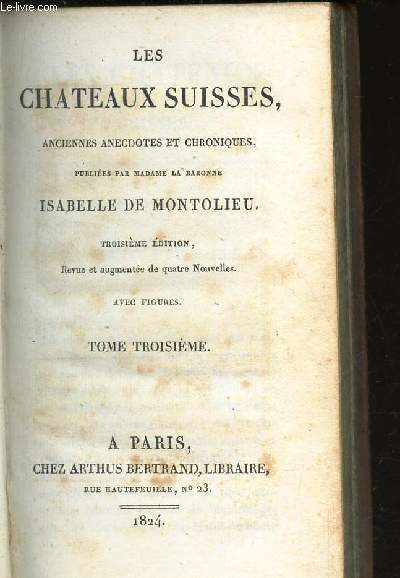 LES
CHATEAUX SUISSES,
ANCIENNES ANECDOTES ET CHRONIQUES,
PUBLIÉES PAR MADAME LA BARONNE
ISABELLE DE MONTOLIEU.
TROISIÈME ÉDITION,
Revue et augmentée de quatre Nouvelles.
AVEC FIGURES.
TOME TROISIÈME.
A PARIS,
CHEZ ARTHUS BERTRAND, LIBRAIRE,
RUE HAUTEFEUILLE, No 23.
1824.
le-livre.com